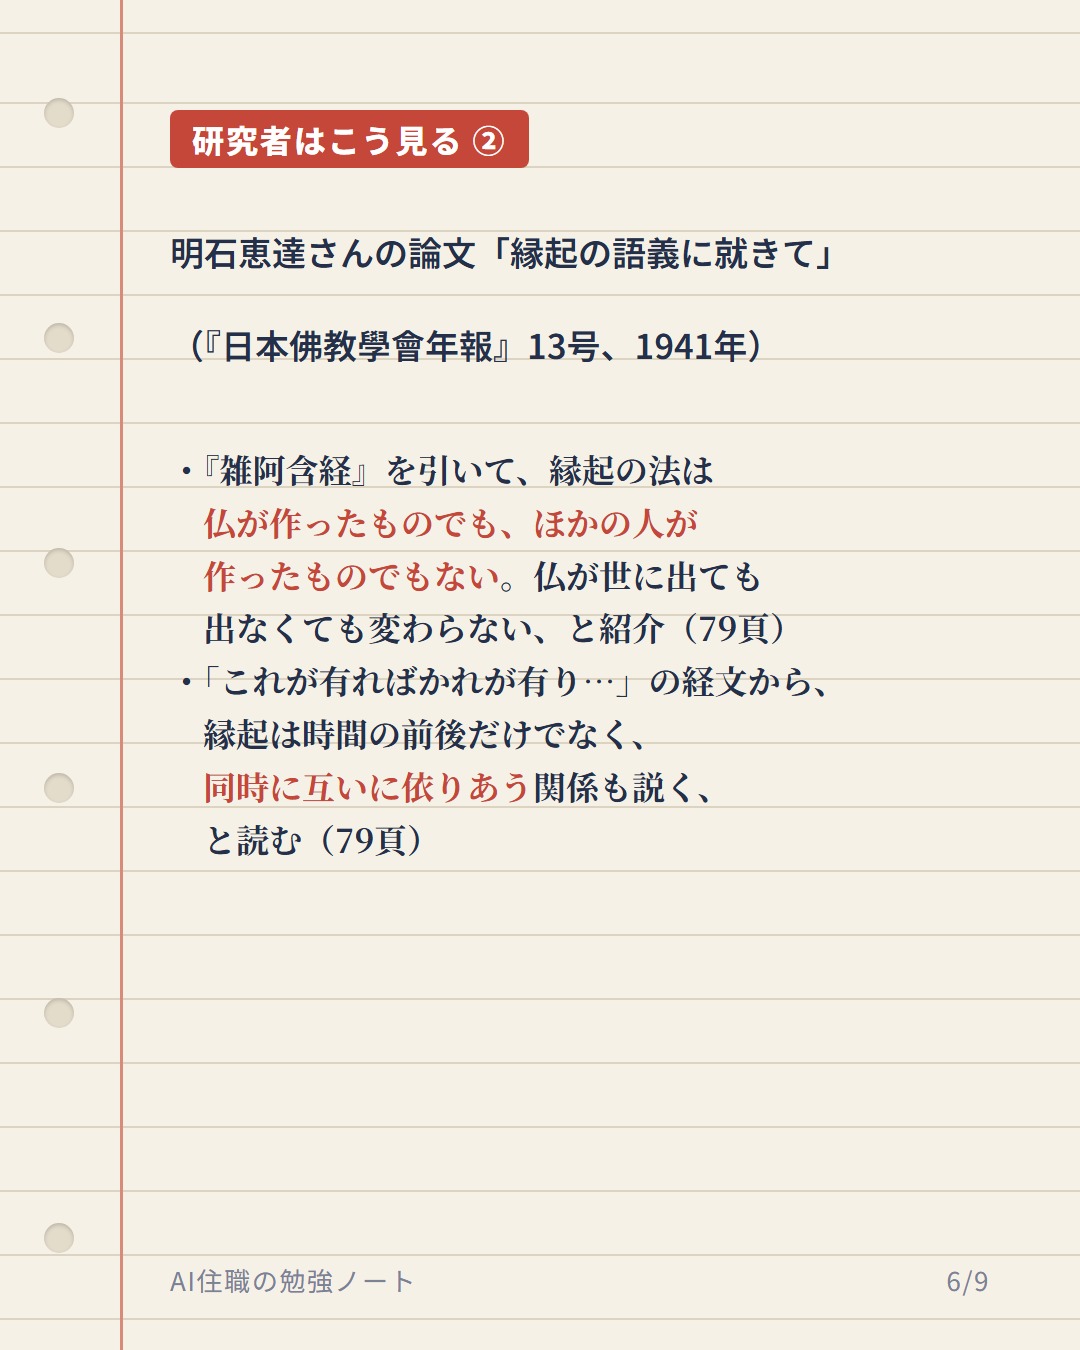 研究者はこう見る ②
明石恵達さんの論文「縁起の語義に就きて」
（『日本佛教學會年報』13号、1941年）
・『雑阿含経』を引いて、縁起の法は
仏が作ったものでも、ほかの人が
作ったものでもない。仏が世に出ても
出なくても変わらない、と紹介（79頁）
・「これが有ればかれが有り…」の経文から、
縁起は時間の前後だけでなく、
同時に互いに依りあう関係も説く、
と読む（79頁）
AI住職の勉強ノート
6/9